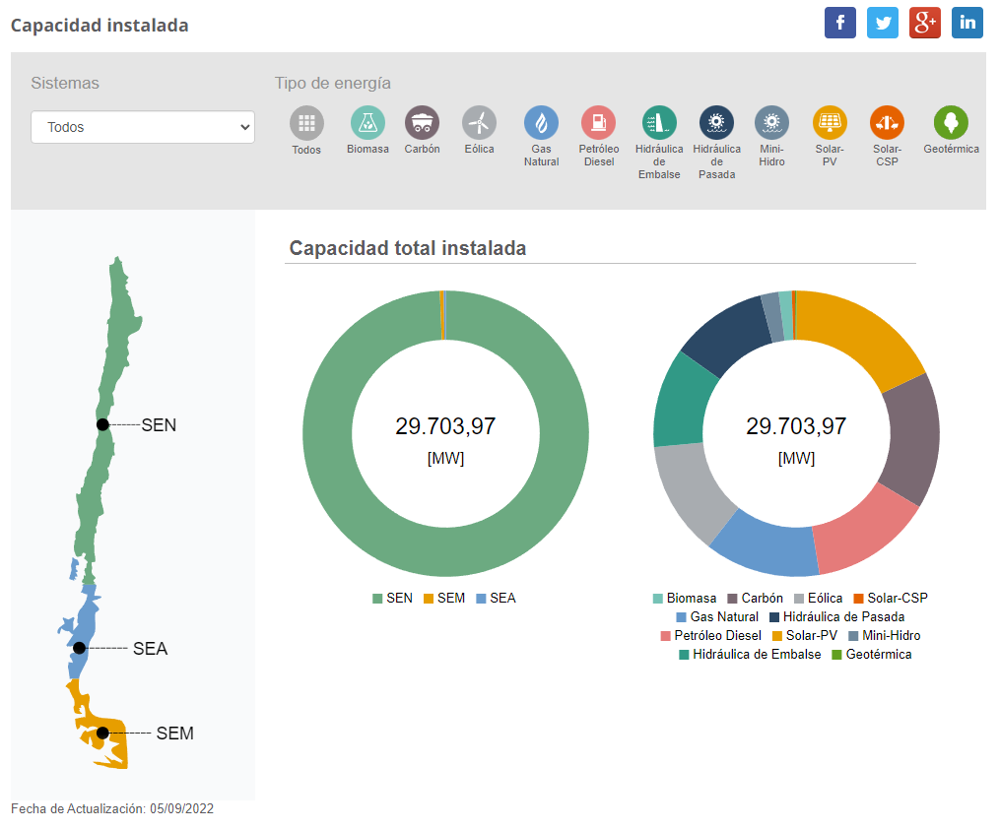 Capacidad instalada
f
g+
in
Sistemas
Todos
Tipo de energía
Todos
Biomasa
Carbón
Eólica
Gas
Natural
Petróleo
Diesel
Hidráulica
de
Embalse
Hidráulica
de
Pasada
Mini-
Hidro
Solar-
PV
Solar-
CSP
Geotérmica
SEN
SEA
SEM
Capacidad total instalada
29.703,97
[MW]
SEN SEM SEA
29.703,97
[MW]
Biomasa Carbón Eólica Solar-CSP
Gas Natural Hidráulica de Pasada
Petróleo Diesel Solar-PV Mini-Hidro
Hidráulica de Embalse Geotérmica
Fecha de Actualización: 05/09/2022